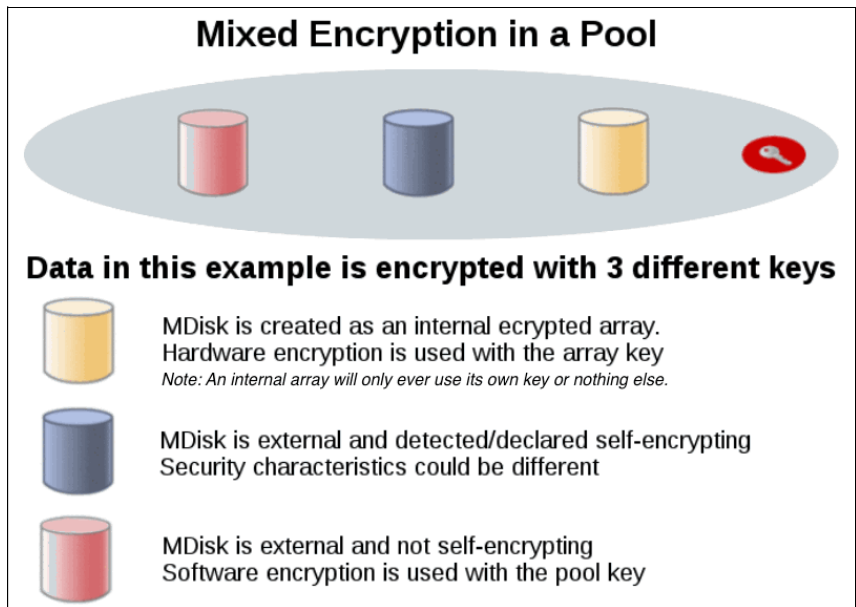 Mixed Encryption in a Pool
Data in this example is encrypted with 3 different keys
MDisk is created as an internal ecrypted array.
Hardware encryption is used with the array key
Note: An internal array will only ever use its own key or nothing else.
MDisk is external and detected/declared self-encrypting
Security characteristics could be different
MDisk is external and not self-encrypting
Software encryption is used with the pool key